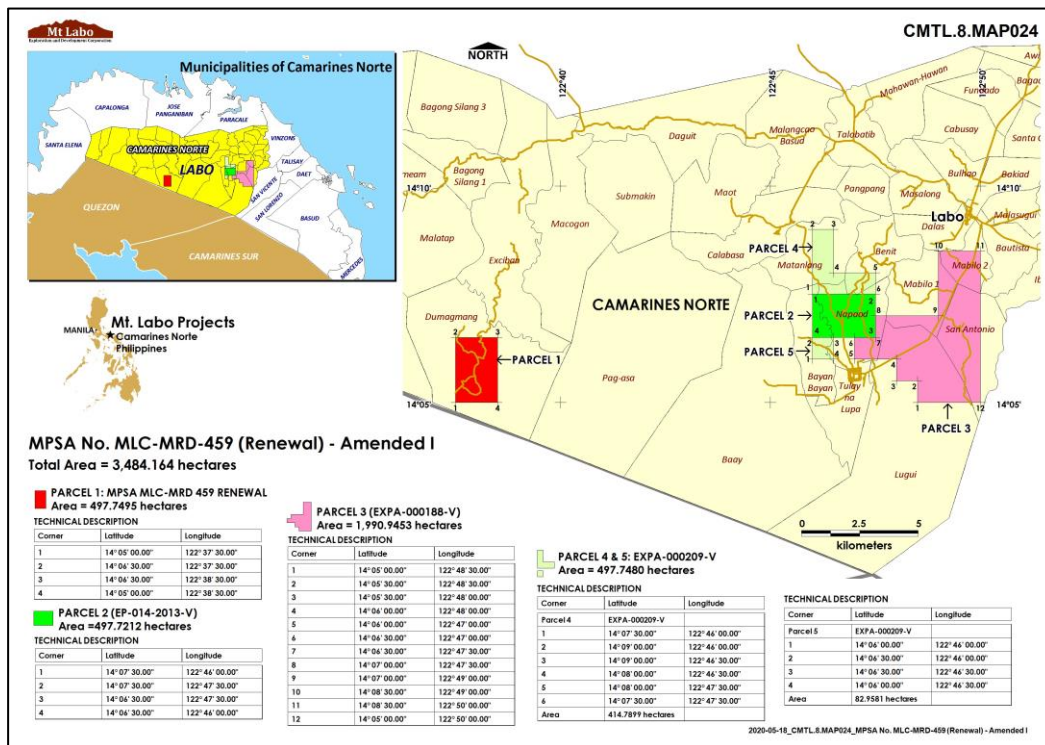 Mt Labo
Exploration and Development Corporation
CMTL.8.MAP024
Municipalities of Camarines Norte
CAPALONGA
JOSE
PANGANIBAN
PARACALE
SANTA ELENA
VINZONS
CAMARINES NORTE
LABO
TALISAY
DAET
SAN VICENTE
SAN LORENZO
BASUD
QUEZON
CAMARINES SUR
MERCEDES
MANILA
Mt. Labo Projects
Camarines Norte
Philippines
NORTH
122°40'
122°45'
122°50'
Bagong Silang 3
Daguit
Malangcao
Basud
Talobatib
Mahawan-Hawan
Fundado
Cabusay
Bagong
Silang 1
14°10'
14°10'
Submakin
Maot
Pangpang
Masalong
Bulhao
Bakiad
Malasugui
Labo
Dalas
Bautista
Macogon
Malatap
Exciban
Calabasa
PARCEL 4
Matanlang
Benit
Mabilo 2
Mabilo 1
CAMARINES NORTE
PARCEL 2
Napaod
San Antonio
Dumagmang
PARCEL 1
PARCEL 5
Bayan
Bayan
Tulay
na
Lupa
Pag-asa
14°05'
14°05'
PARCEL 3
Baay
Lugui
0 2.5 5
kilometers
MPSA No. MLC-MRD-459 (Renewal) - Amended I
Total Area = 3,484.164 hectares
PARCEL 1: MPSA MLC-MRD 459 RENEWAL
Area = 497.7495 hectares
TECHNICAL DESCRIPTION
Corner Latitude Longitude
1 14° 05' 00.00" 122° 37' 30.00"
2 14° 06' 30.00" 122° 37' 30.00"
3 14° 06' 30.00" 122° 38' 30.00"
4 14° 05' 00.00" 122° 38' 30.00"
PARCEL 2 (EP-014-2013-V)
Area =497.7212 hectares
TECHNICAL DESCRIPTION
Corner Latitude Longitude
1 14° 07' 30.00" 122° 46' 00.00"
2 14° 07' 30.00" 122° 47' 30.00"
3 14° 06' 30.00" 122° 47' 30.00"
4 14° 06' 30.00" 122° 46' 00.00"
PARCEL 3 (EXPA-000188-V)
Area = 1,990.9453 hectares
TECHNICAL DESCRIPTION
Corner Latitude Longitude
1 14° 05' 00.00" 122° 48' 30.00"
2 14° 05' 30.00" 122° 48' 30.00"
3 14° 05' 30.00" 122° 48' 00.00"
4 14° 06' 00.00" 122° 48' 00.00"
5 14° 06' 00.00" 122° 47' 00.00"
6 14° 06' 30.00" 122° 47' 00.00"
7 14° 06' 30.00" 122° 47' 30.00"
8 14° 07' 00.00" 122° 47' 30.00"
9 14° 07' 00.00" 122° 49' 00.00"
10 14° 08' 30.00" 122° 49' 00.00"
11 14° 08' 30.00" 122° 50' 00.00"
12 14° 05' 00.00" 122° 50' 00.00"
PARCEL 4 & 5: EXPA-000209-V
Area = 497.7480 hectares
TECHNICAL DESCRIPTION
Corner Latitude Longitude
Parcel 4 EXPA-000209-V
1 14° 07' 30.00" 122° 46' 00.00"
2 14° 09' 00.00" 122° 46' 00.00"
3 14° 09' 00.00" 122° 46' 30.00"
4 14° 08' 00.00" 122° 46' 30.00"
5 14° 08' 00.00" 122° 47' 30.00"
6 14° 07' 30.00" 122° 47' 30.00"
Area 414.7899 hectares
TECHNICAL DESCRIPTION
Corner Latitude Longitude
Parcel 5 EXPA-000209-V
1 14° 06' 00.00" 122° 46' 00.00"
2 14° 06' 30.00" 122° 46' 00.00"
3 14° 06' 30.00" 122° 46' 30.00"
4 14° 06' 00.00" 122° 46' 30.00"
Area 82.9581 hectares
2020-05-18_CMTL.8.MAP024_MPSA No. MLC-MRD-459 (Renewal) - Amended I